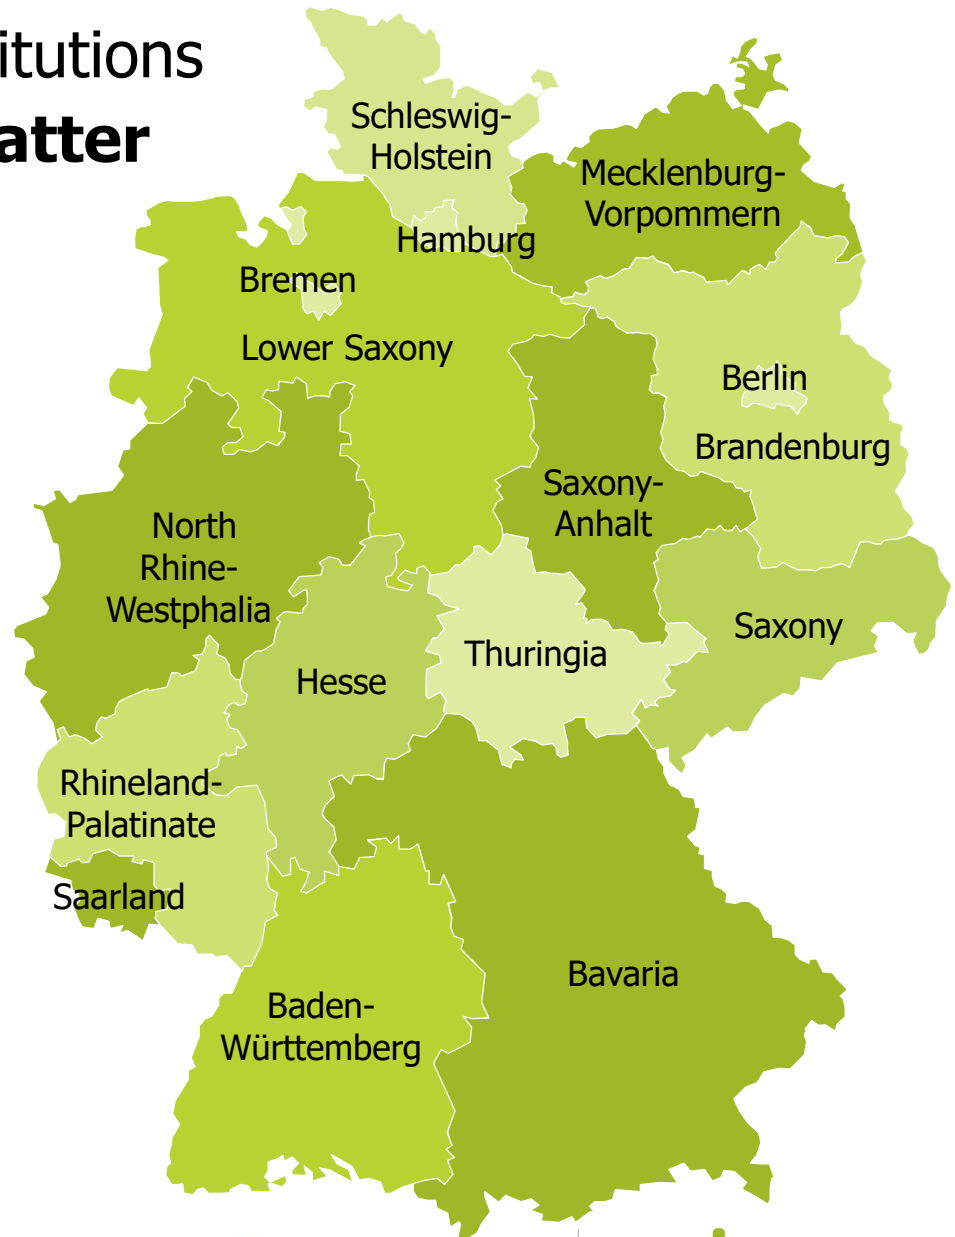 itutions
atter
Schleswig-
Holstein
Mecklenburg-
Vorpommern
Hamburg
Bremen
Lower Saxony
Berlin
Brandenburg
Saxony-
Anhalt
North
Rhine-
Westphalia
Saxony
Thuringia
Hesse
Rhineland-
Palatinate
Saarland
Bavaria
Baden-
Württemberg